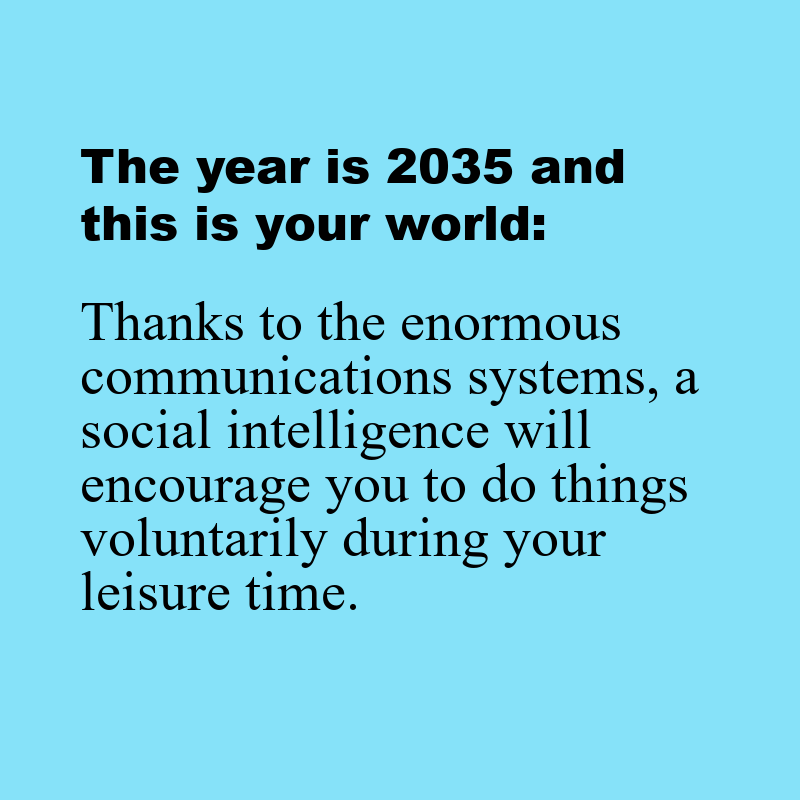 The year is 2035 and
this is your world:
Thanks to the enormous
communications systems, a
social intelligence will
encourage you to do things
voluntarily during your
leisure time.